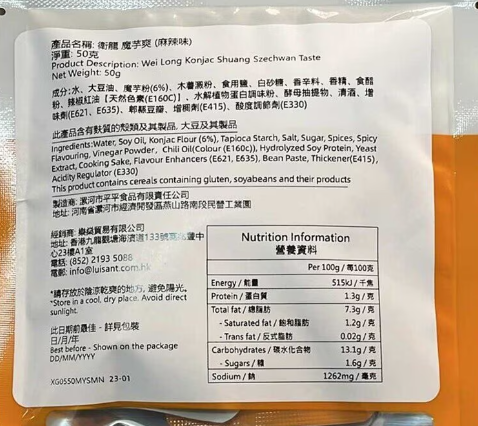 產品名稱: 衛龍 魔芋爽 (麻辣味)
淨重: 50克
Product Description: Wei Long Konjac Shuang Szechwan Taste
Net Weight: 50g
成分:水、大豆油、魔芋粉(6%)、木薯澱粉、食用鹽、白砂糖、香辛料、香精、食醋
粉、辣椒紅油【天然色素(E160C)】、水解植物蛋白調味粉、酵母抽提物、清酒、增
味劑(E621、E635)、郫縣豆瓣、增稠劑(E415)、酸度調節劑(E330)
此產品含有麩質的殼類及其製品, 大豆及其製品
Ingredients:Water, Soy Oil, Konjac Flour (6%), Tapioca Starch, Salt, Sugar, Spices, Spicy
Flavouring, Vinegar Powder, Chili Oil(Colour (E160c)), Hydrolyzed Soy Protein, Yeast
Extract, Cooking Sake, Flavour Enhancers (E621, E635), Bean Paste, Thickener(E415),
Acidity Regulator (E330)
This product contains cereals containing gluten, soyabeans and their products
製造商: 漯河市平平食品有限責任公司
地址: 河南省漯河市經濟開發區燕山路南段民營工業園
經銷商: 貿易有限公司
地址: 香港九龍觀塘海濱道133號中
心23樓A1室
電話: (852) 2193 5088
電郵: info@luisant.com.hk
*請存放於陰涼乾爽的地方, 避免陽光。
*Store in a cool, dry place. Avoid direct
sunlight.
此日期前最佳 - 詳見包裝
日/月/年
Best before - Shown on the package
DD/MM/YYYY
XG0550MYSMN 23-01
Nutrition Information
營養資料
Per 100g / 每100克
Energy / 能量 515kJ / 千焦
Protein / 蛋白質 1.3g / 克
Total fat / 總脂肪 7.3g / 克
- Saturated fat / 飽和脂肪 1.2g / 克
- Trans fat / 反式脂肪 0.02g / 克
Carbohydrates / 碳水化合物 13.1g / 克
- Sugars / 糖 1.6g / 克
Sodium / 鈉 1262mg / 毫克